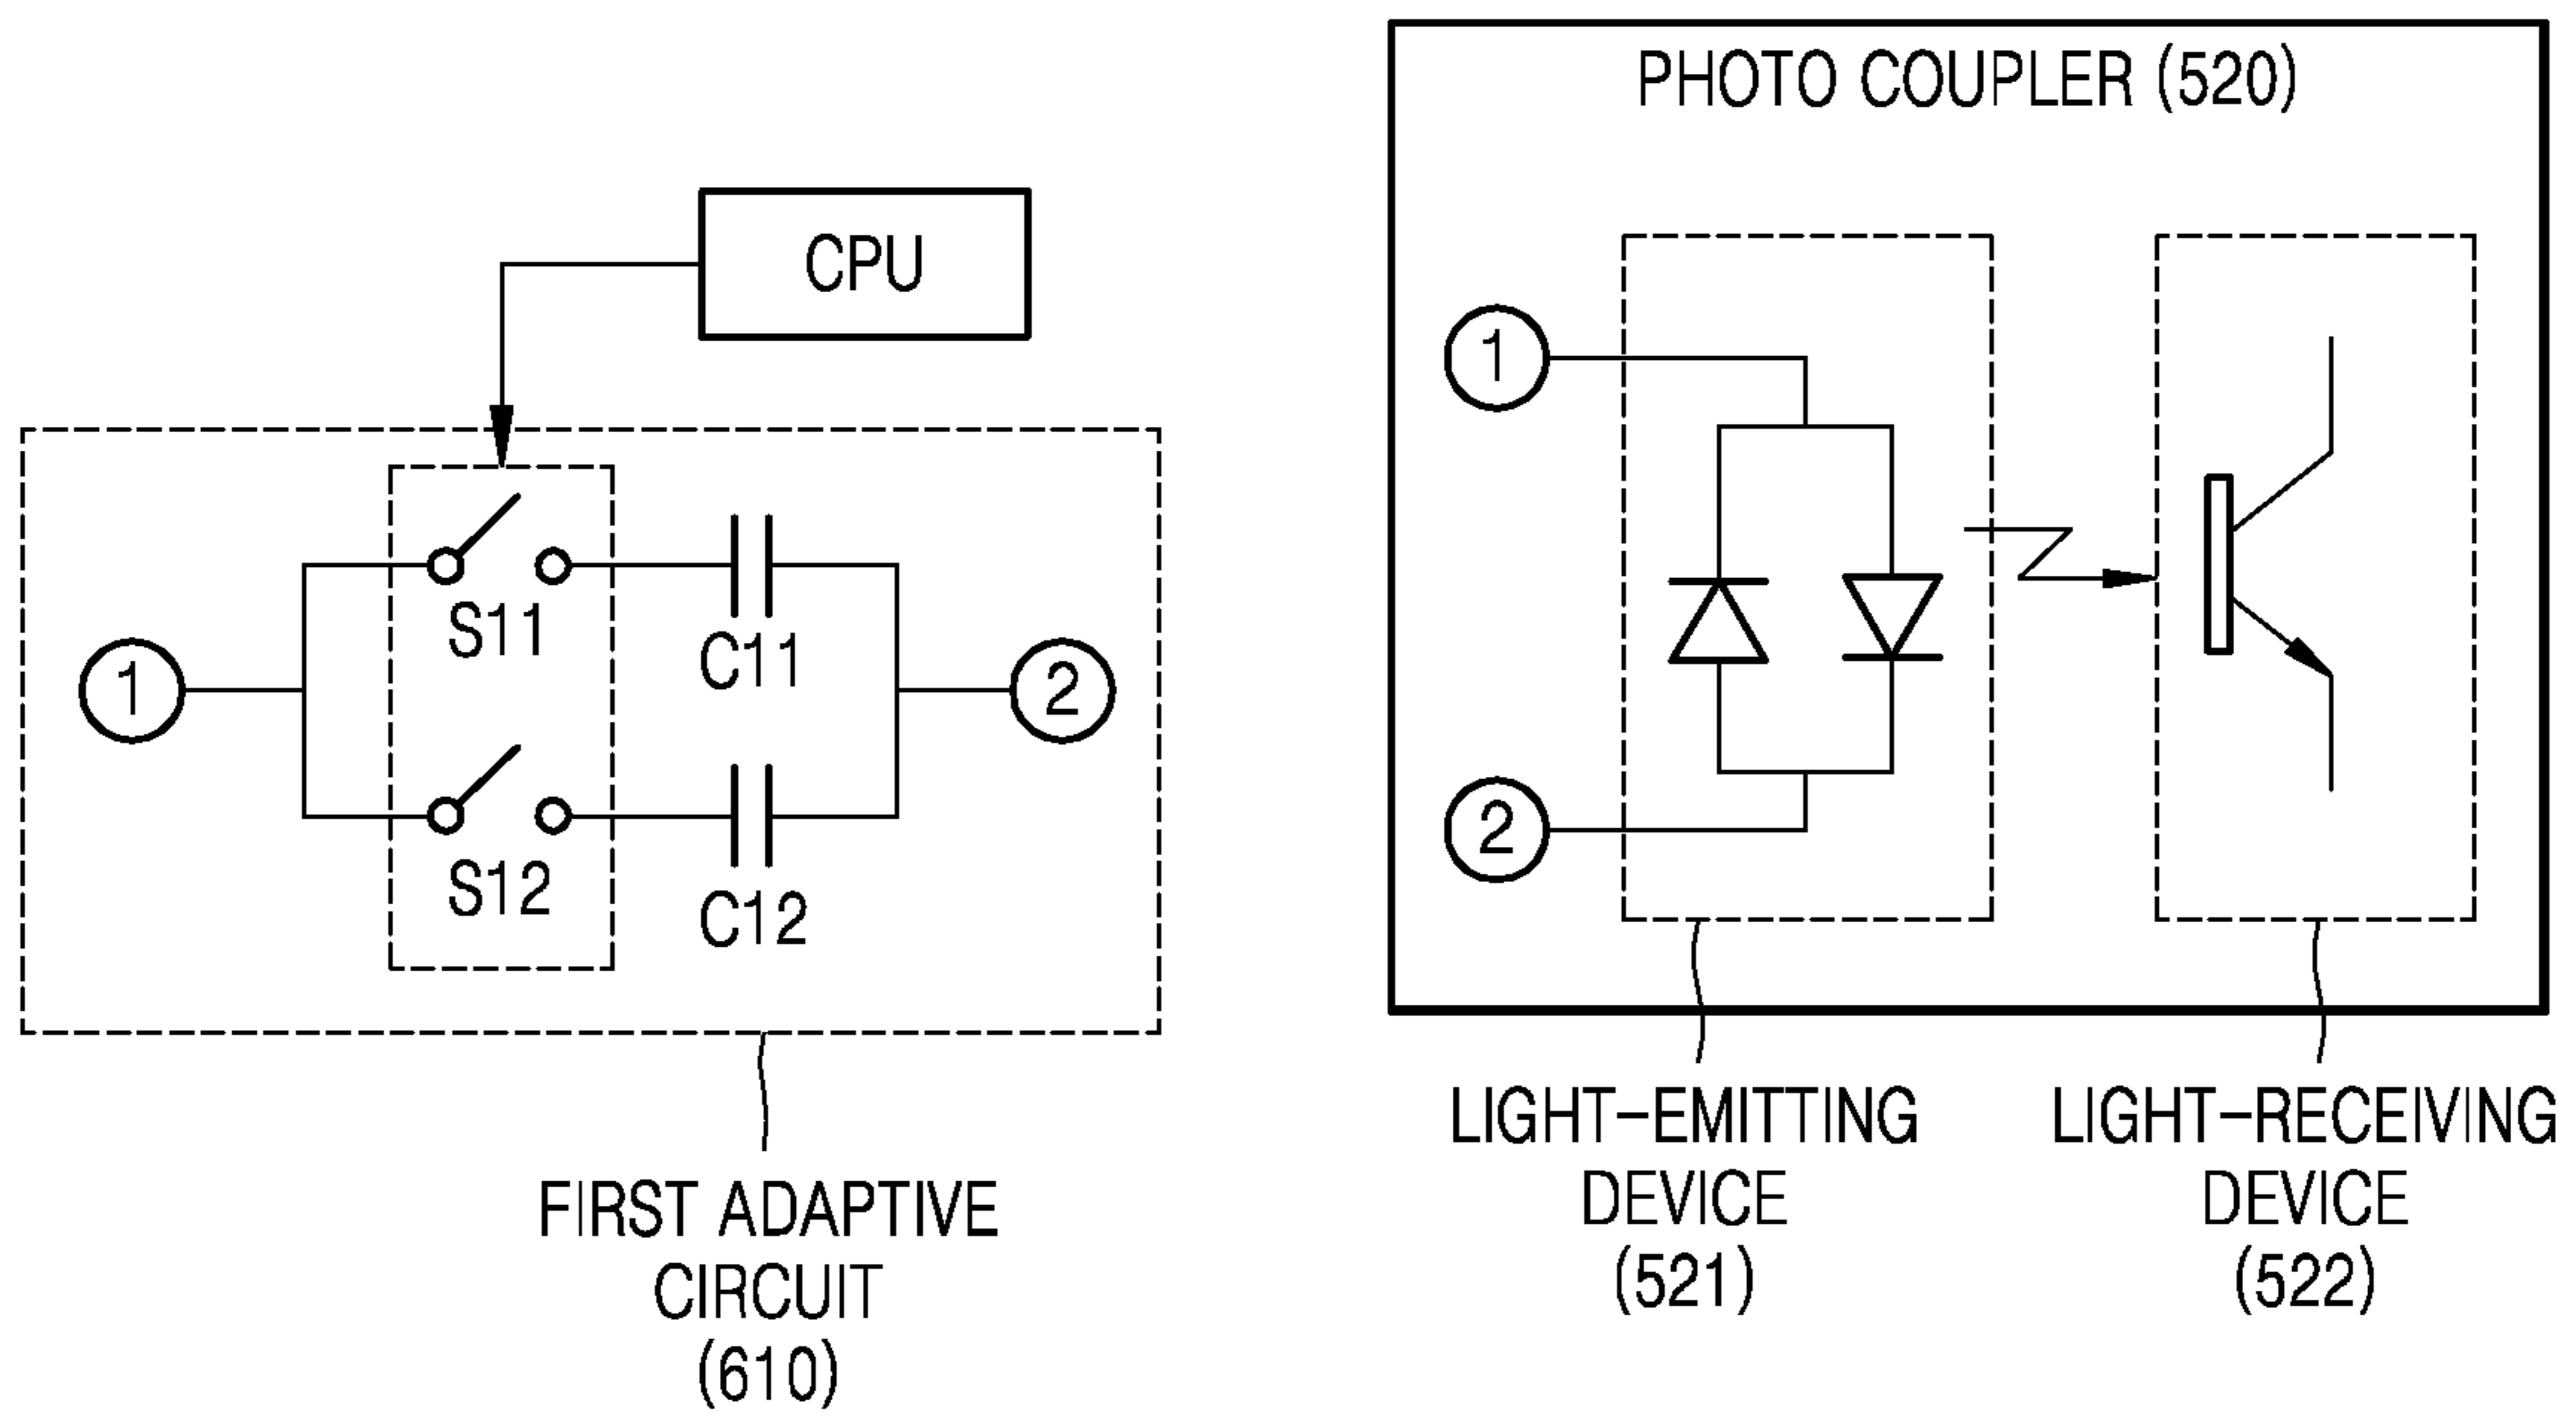 PHOTO COUPLER (520)
CPU
1
S11
C11
1
2
S12
C12
2
LIGHT-EMITTING
DEVICE
(521)
LIGHT-RECEIVING
DEVICE
(522)
FIRST ADAPTIVE
CIRCUIT
(610)